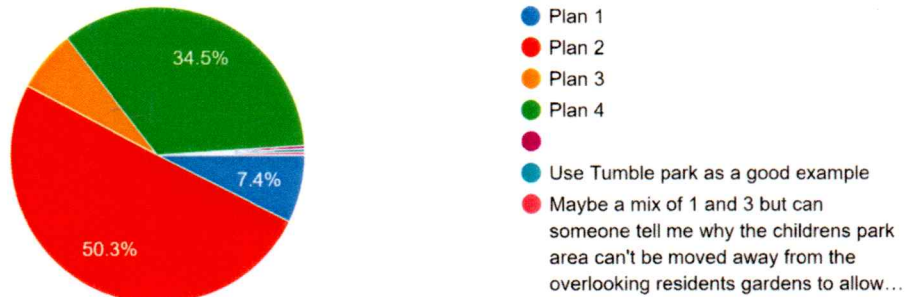 34.5%
7.4%
50.3%
Plan 1
Plan 2
Plan 3
Plan 4
Use Tumble park as a good example
Maybe a mix of 1 and 3 but can
someone tell me why the childrens park
area can't be moved away from the
overlooking residents gardens to allow…